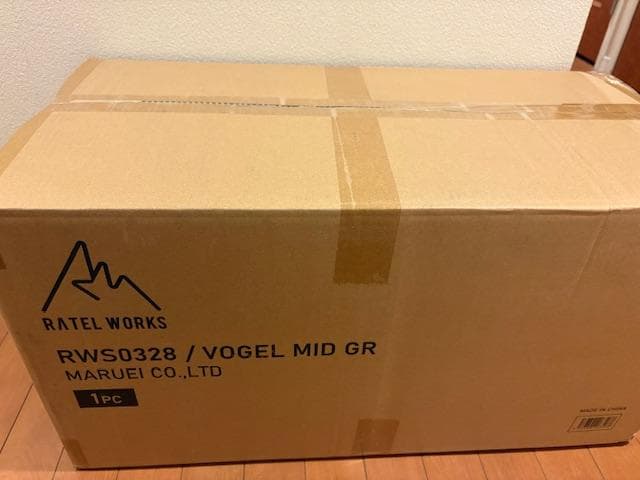 RATEL WORKS
RWS0328 / VOGEL MID GR
MARUEI CO.,LTD
1PC
MADE IN CHINA